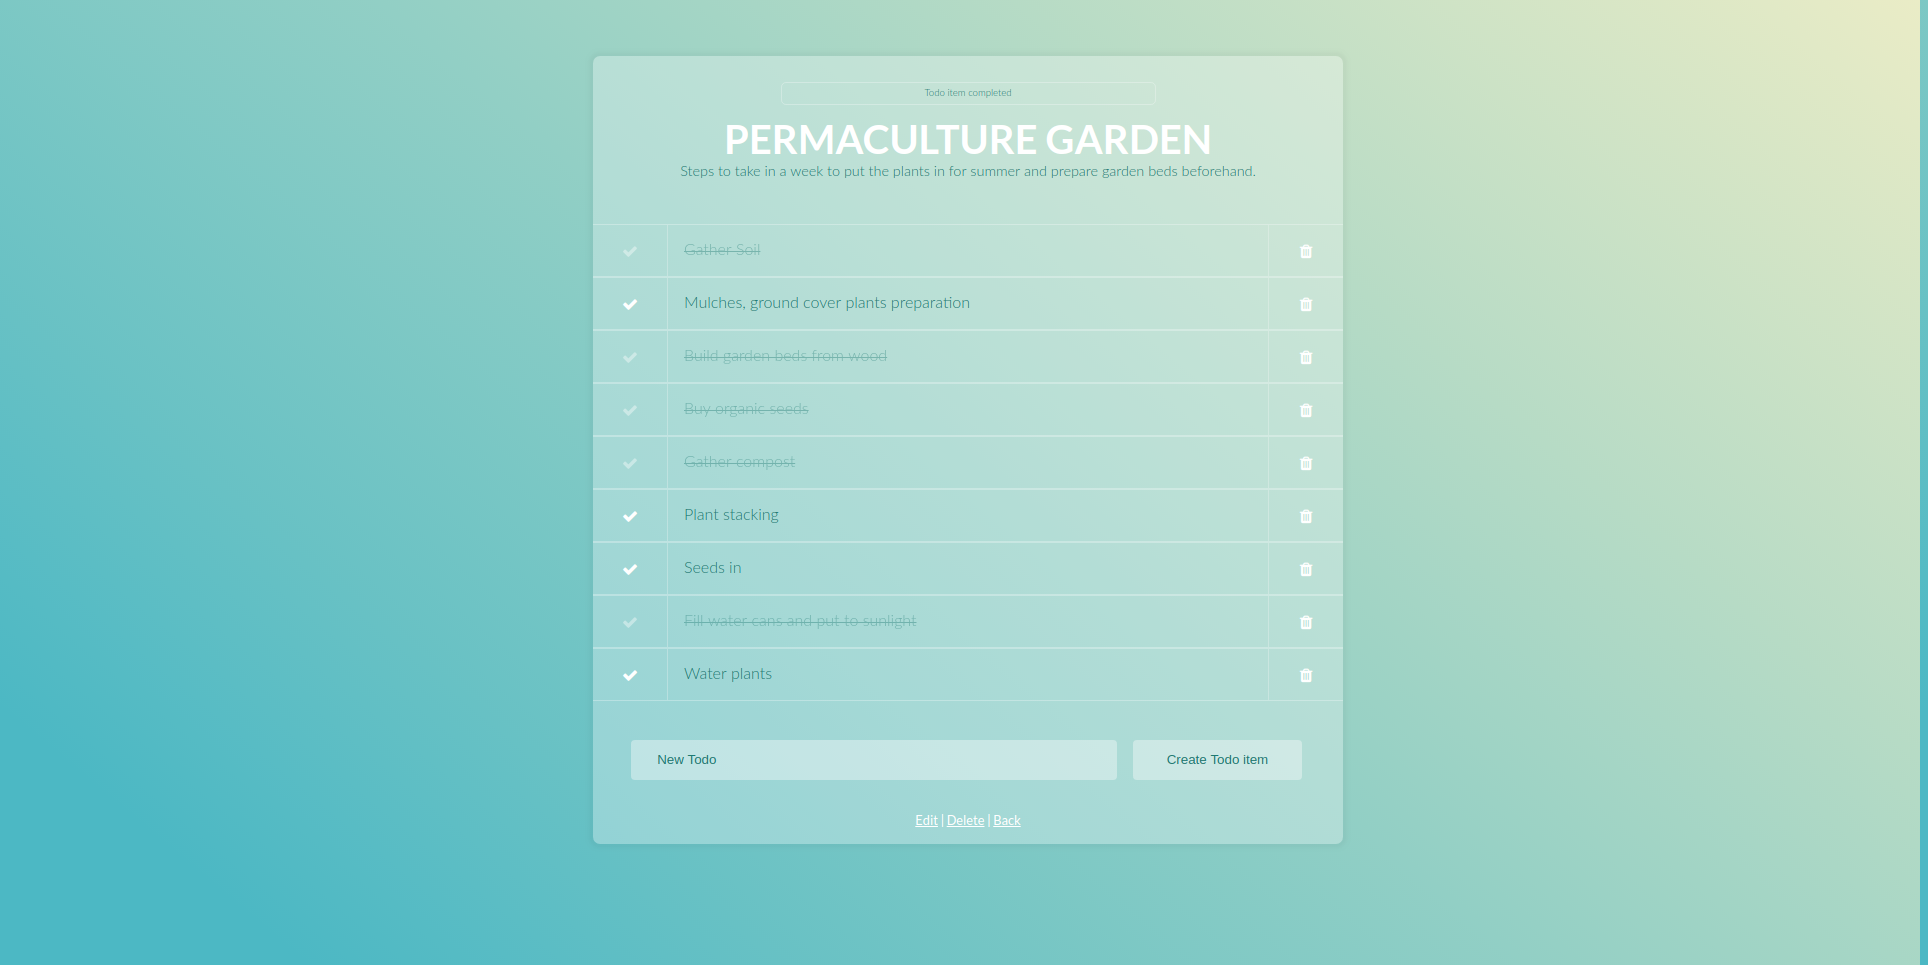 Todo item completed
PERMACULTURE GARDEN
Steps to take in a week to put the plants in for summer and prepare garden beds beforehand.
Gather Soil
Mulches, ground cover plants preparation
Build garden beds from wood
Buy organic seeds
Gather compost
Plant stacking
Seeds in
Fill water cans and put to sunlight
Water plants
New Todo
Create Todo item
Edit | Delete | Back